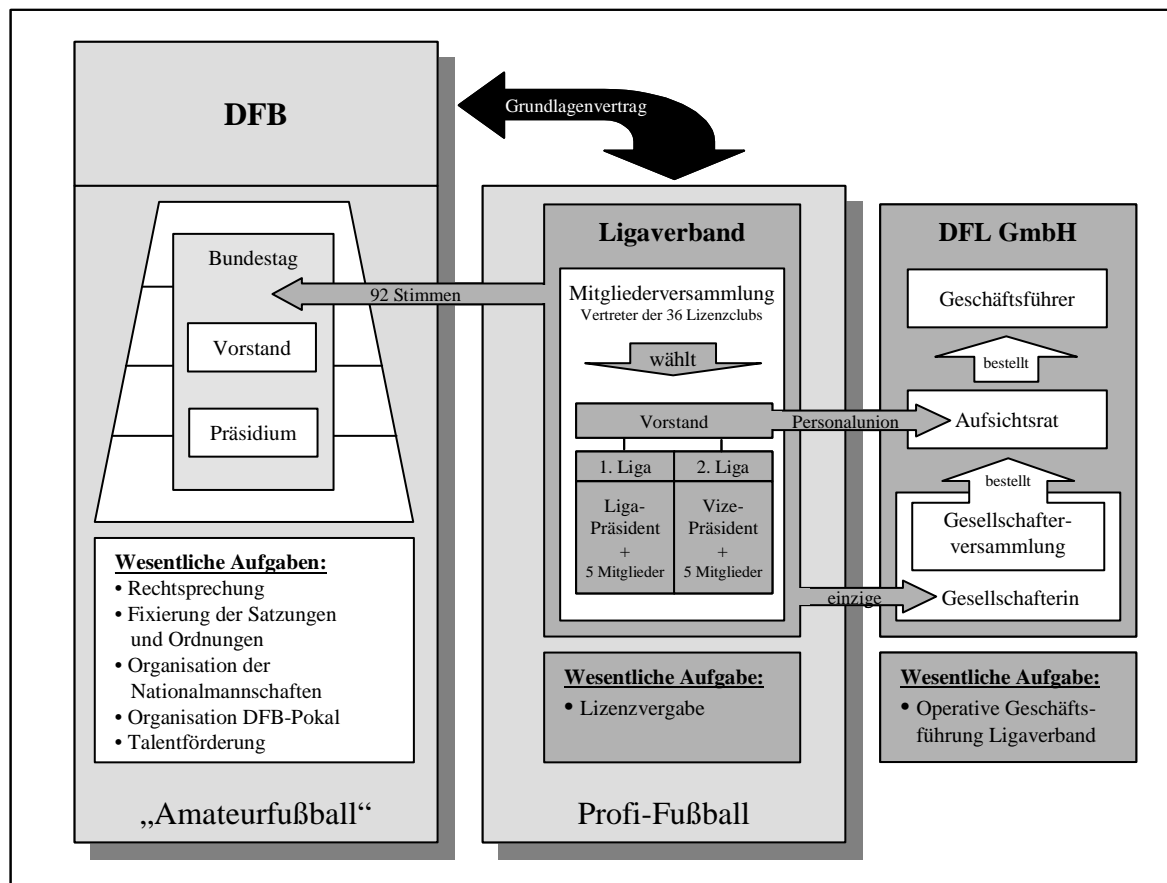 DFB
Grundlagenvertrag
Bundestag
Vorstand
Präsidium
92 Stimmen
Wesentliche Aufgaben:
• Rechtsprechung
• Fixierung der Satzungen
und Ordnungen
• Organisation der
Nationalmannschaften
• Organisation DFB-Pokal
• Talentförderung
„Amateurfußball“
Ligaverband
Mitgliederversammlung
Vertreter der 36 Lizenzclubs
wählt
Vorstand
1. Liga
2. Liga
Liga-
Präsident
+
5 Mitglieder
Vize-
Präsident
+
5 Mitglieder
Wesentliche Aufgabe:
• Lizenzvergabe
Profi-Fußball
Personalunion
einzige
DFL GmbH
Geschäftsführer
bestellt
Aufsichtsrat
bestellt
Gesellschafter-
versammlung
Gesellschafterin
Wesentliche Aufgabe:
• Operative Geschäfts-
führung Ligaverband